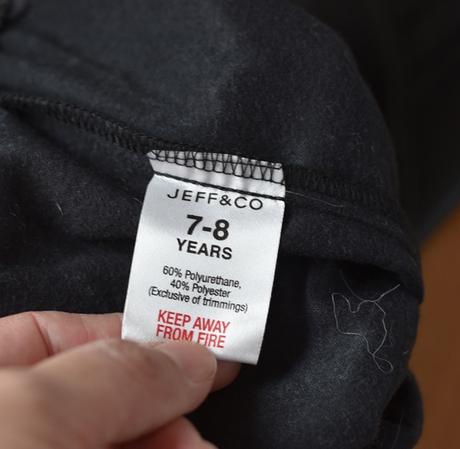 JEFF&CO
7-8
YEARS
60% Polyurethane,
40% Polyester
(Exclusive of trimmings)
KEEP AWAY
FROM FIRE